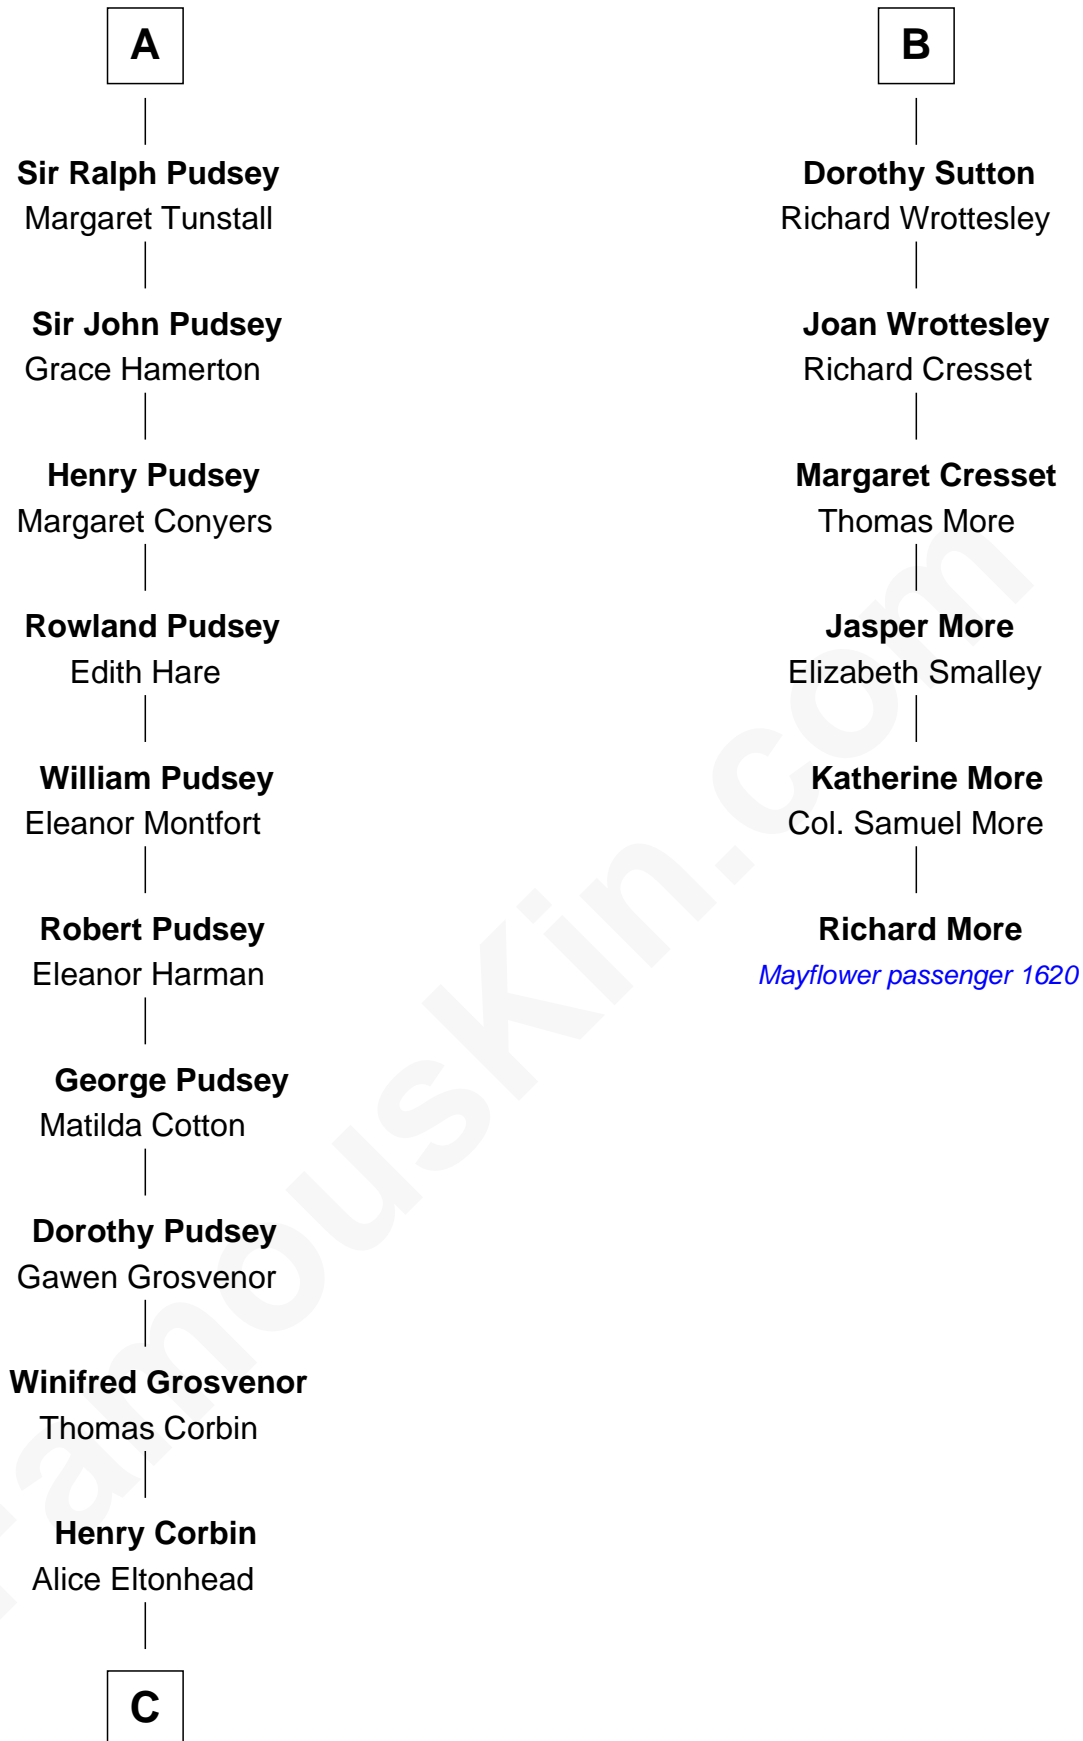 A
Sir Ralph Pudsey
Margaret Tunstall
Sir John Pudsey
Grace Hamerton
Henry Pudsey
Margaret Conyers
Rowland Pudsey
Edith Hare
William Pudsey
Eleanor Montfort
Robert Pudsey
Eleanor Harman
George Pudsey
Matilda Cotton
Dorothy Pudsey
Gawen Grosvenor
Winifred Grosvenor
Thomas Corbin
Henry Corbin
Alice Eltonhead
C
B
Dorothy Sutton
Richard Wrottesley
Joan Wrottesley
Richard Cresset
Margaret Cresset
Thomas More
Jasper More
Elizabeth Smalley
Katherine More
Col. Samuel More
Richard More
Mayflower passenger 1620
FamousKin.com